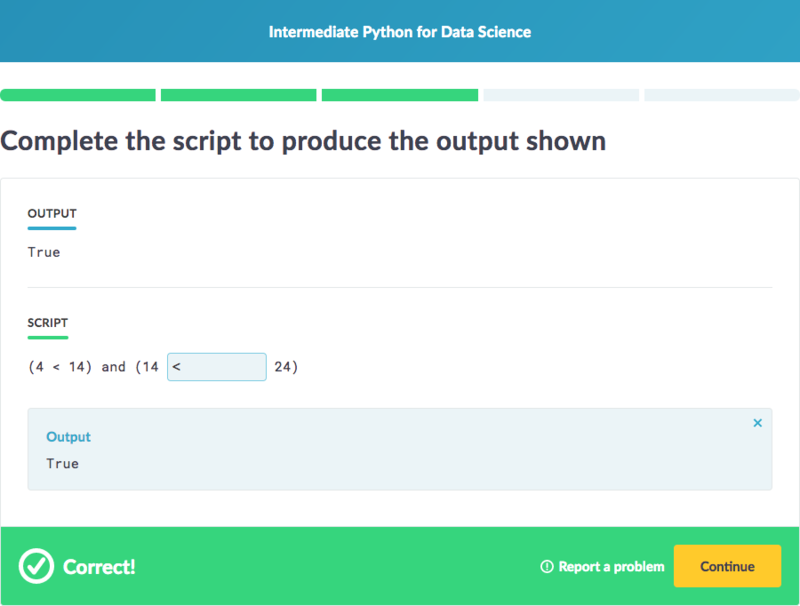 Intermediate Python for Data Science
Complete the script to produce the output shown
OUTPUT
True
SCRIPT
(4 < 14) and (14 < 24)
Output
×
True
Correct!
Report a problem
Continue